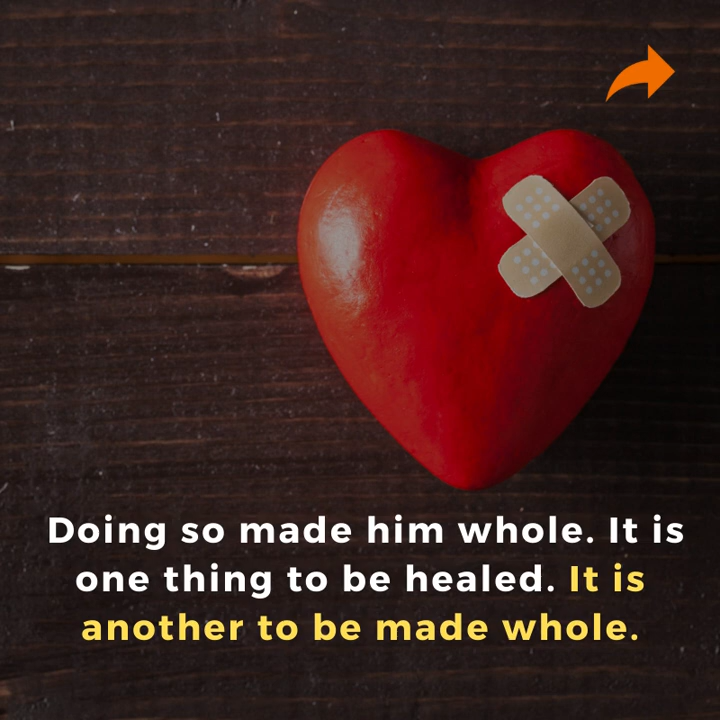 Doing so made him whole. It is
one thing to be healed. It is
another to be made whole.